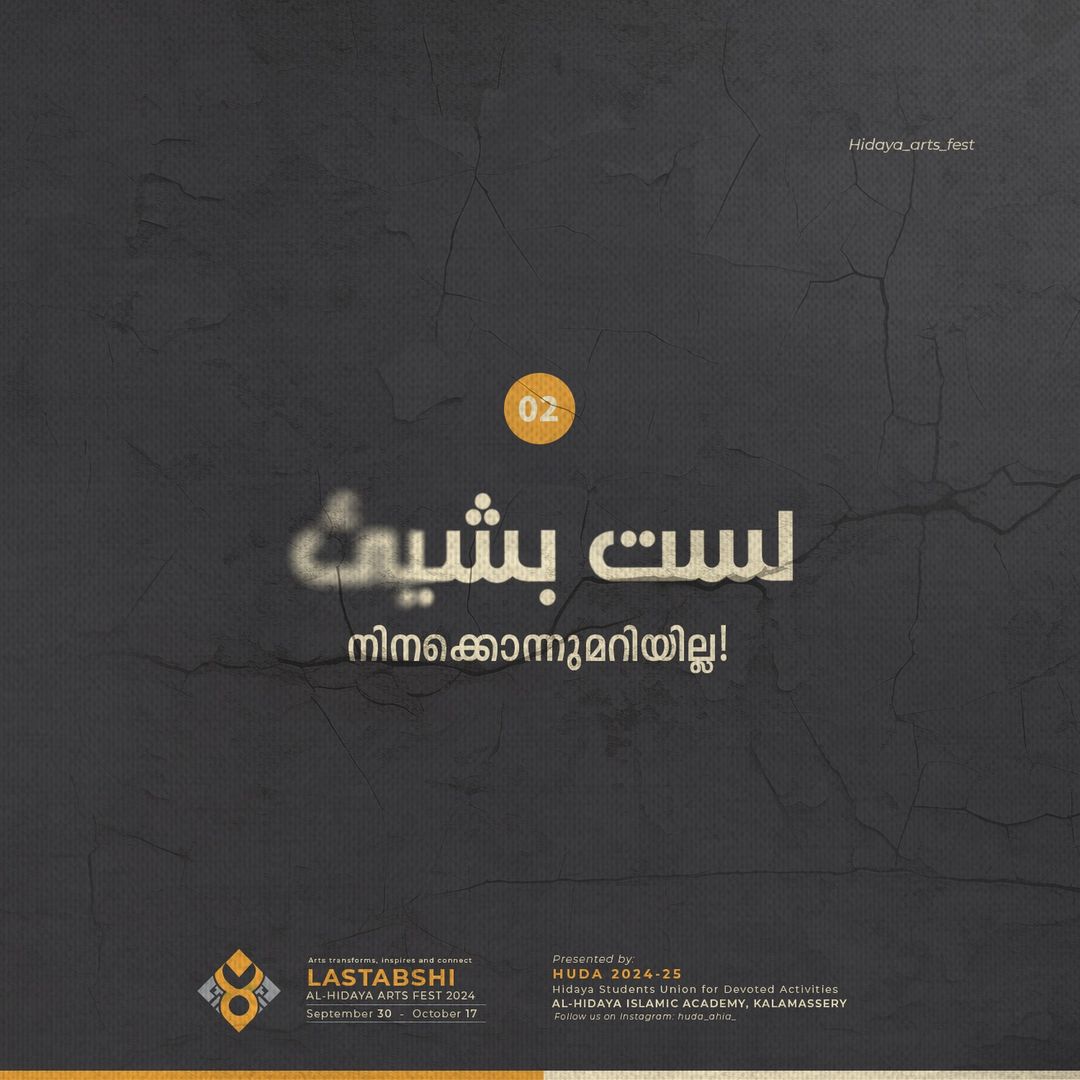 Hidaya_arts_fest
02
لست بشيئ
നിനക്കൊന്നുമറിയില്ല!
Arts transforms, inspires and connect
LASTABSHI
AL-HIDAYA ARTS FEST 2024
September 30 - October 17
Presented by:
HUDA 2024-25
Hidaya Students Union for Devoted Activities
AL-HIDAYA ISLAMIC ACADEMY, KALAMASSERY
Follow us on Instagram: huda_ahia_